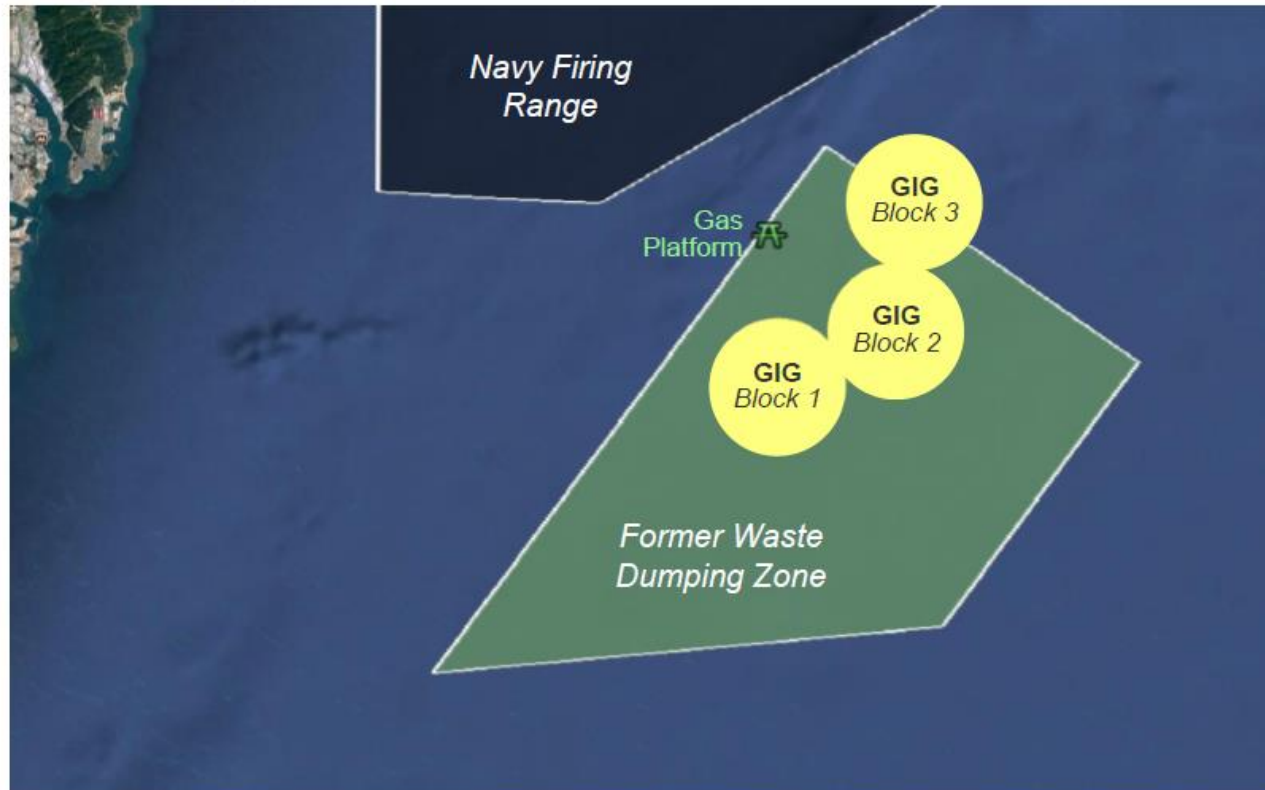 Navy Firing
Range
GIG
Block 3
Gas
Platform
GIG
Block 2
GIG
Block 1
Former Waste
Dumping Zone